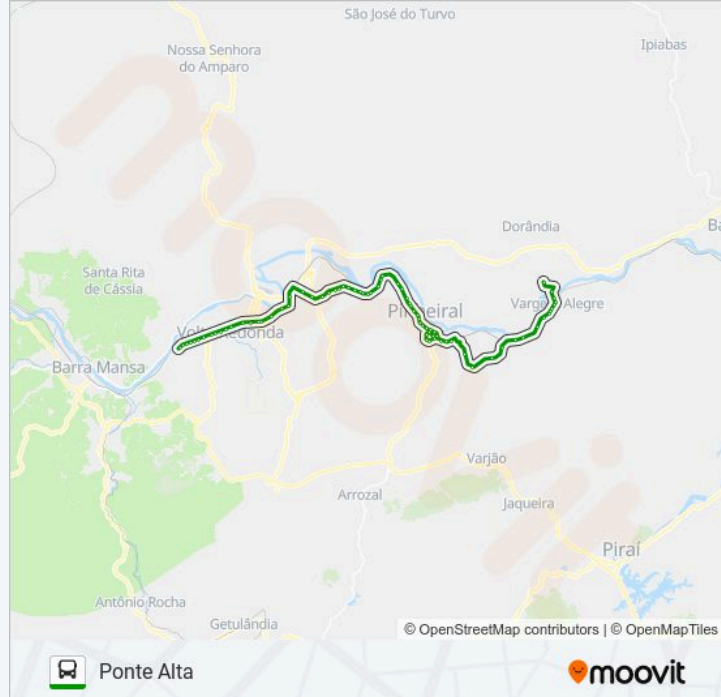 São José do Turvo
Ipiabas
Nossa Senhora
do Amparo
Dorândia
Ba
Santa Rita
de Cássia
Vargem Alegre
Pinheiral
Volta Redonda
Barra Mansa
Varjão
Arrozal
Jaqueira
Piraí
Antônio Rocha
Getulândia
© OpenStreetMap contributors | © OpenMapTiles
Ponte Alta
moovit